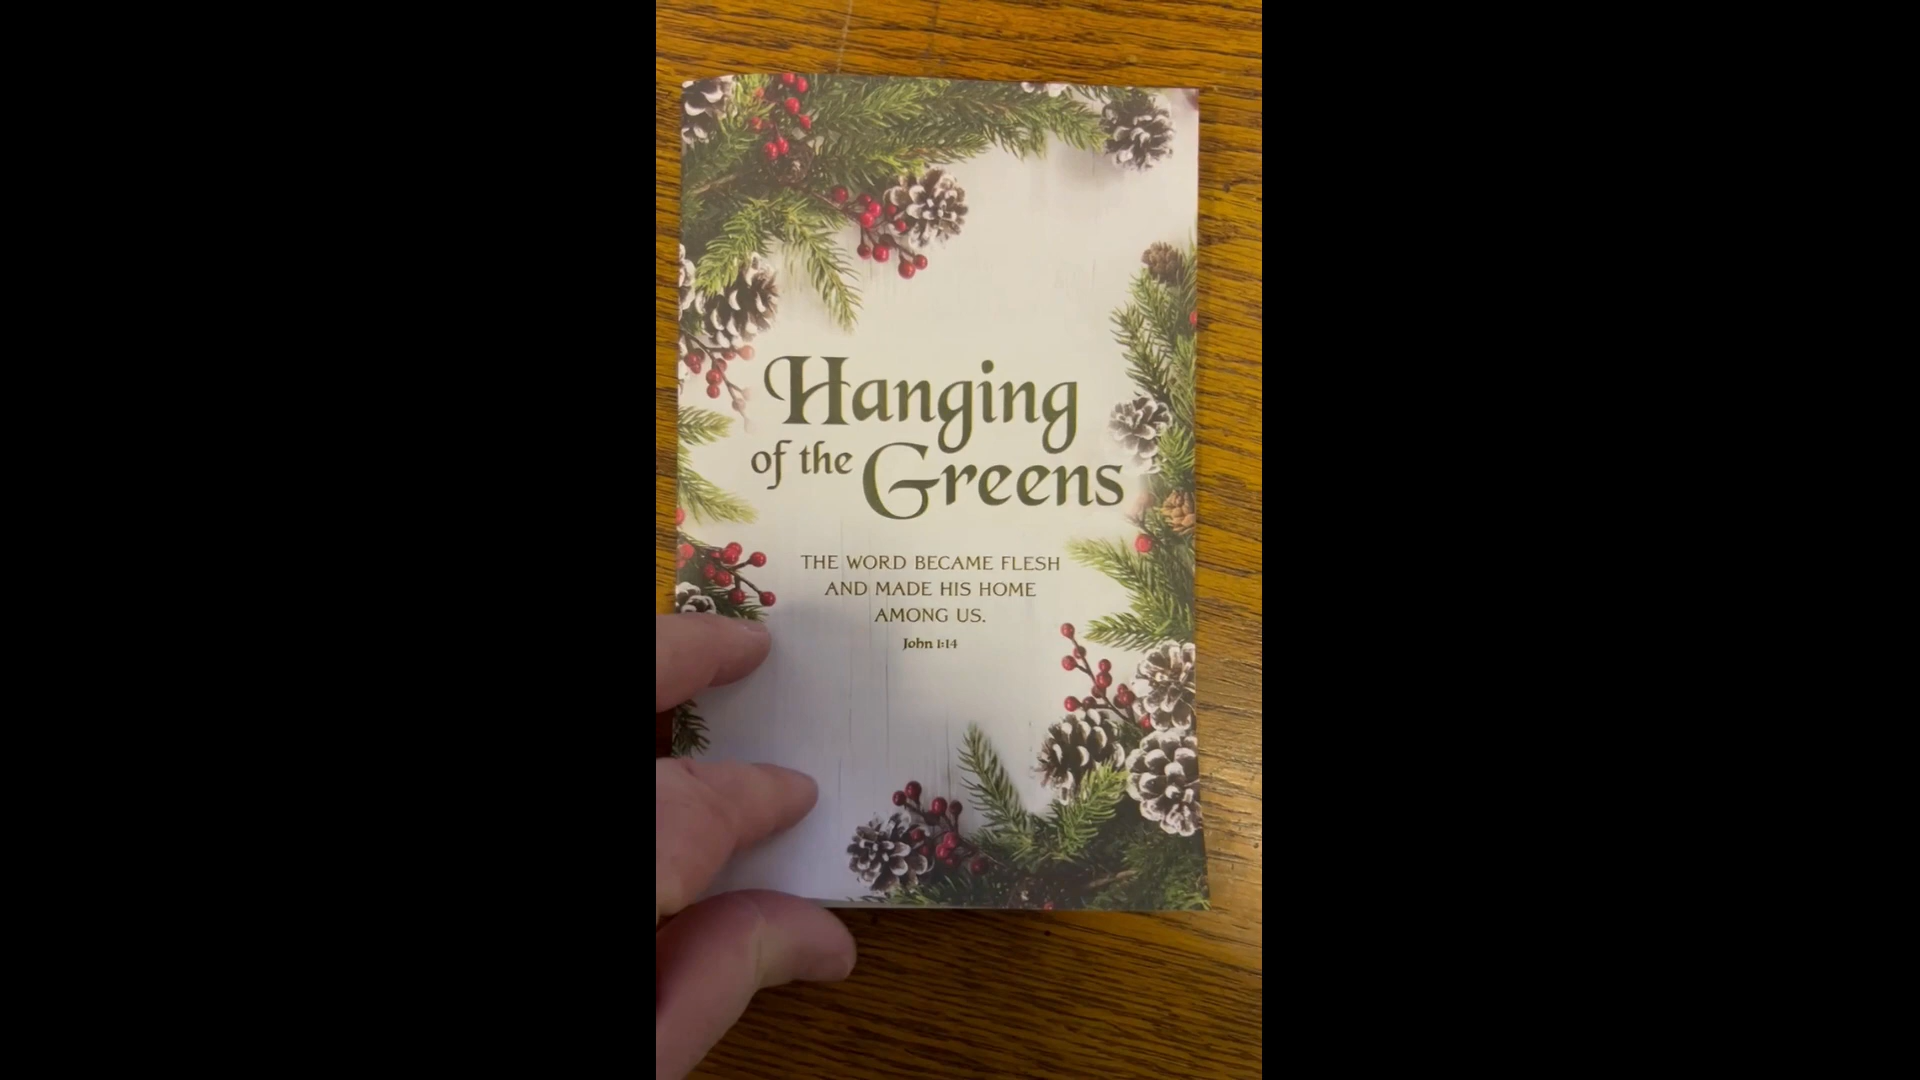 Hanging
of the Greens
THE WORD BECAME FLESH
AND MADE HIS HOME
AMONG US.
John 1:14